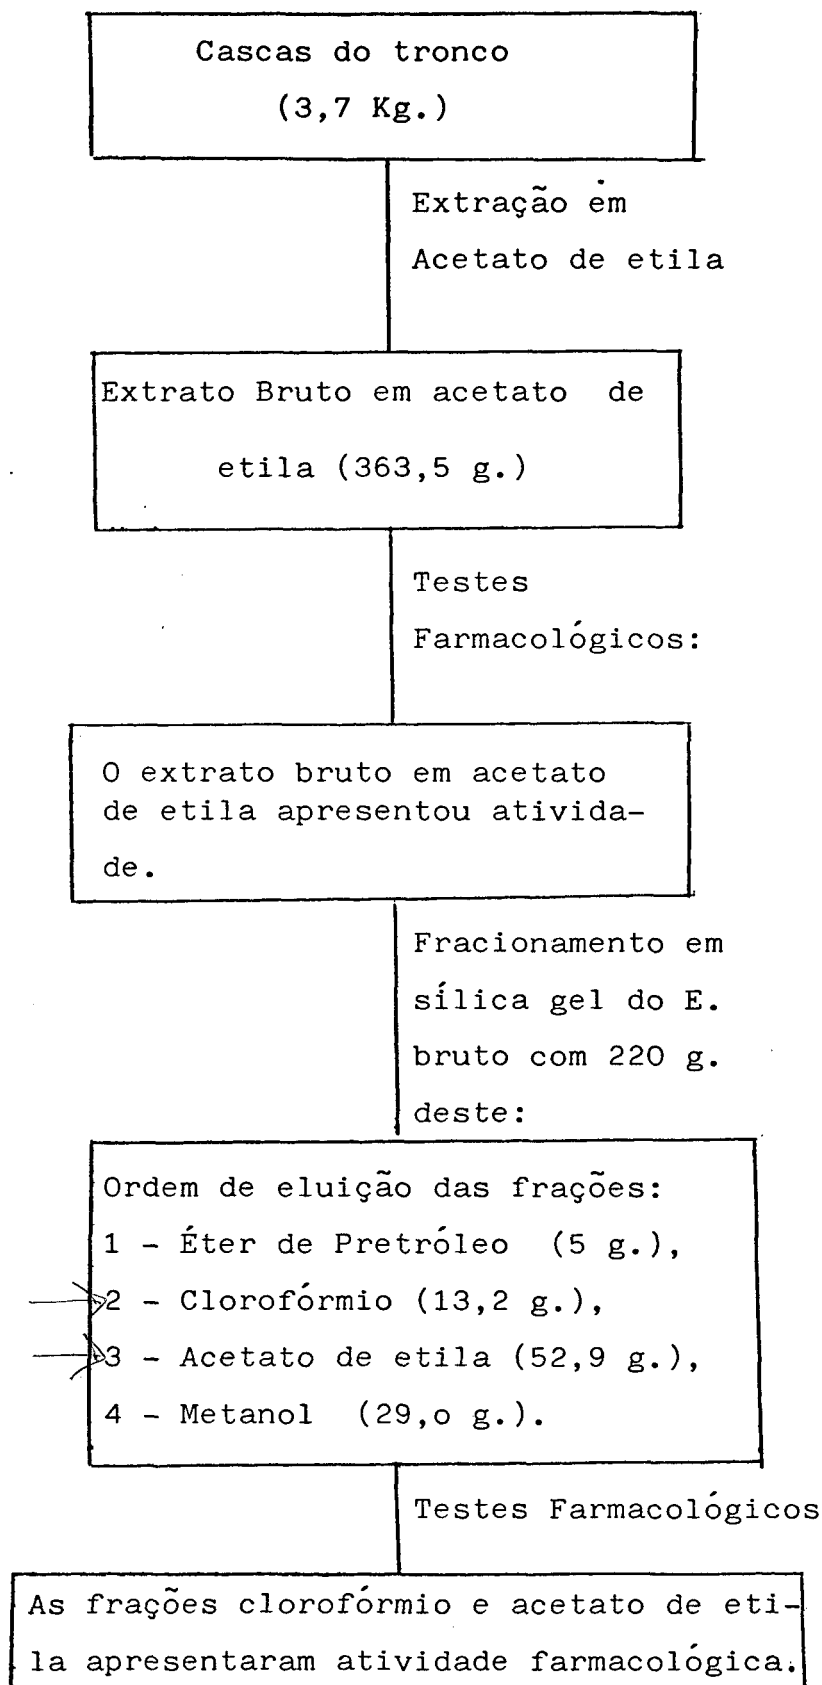 Cascas do tronco
(3,7 Kg.)
Extração em
Acetato de etila
Extrato Bruto em acetato de
etila (363,5 g.)
Testes
Farmacológicos:
O extrato bruto em acetato
de etila apresentou ativida-
de.
Fracionamento em
sílica gel do E.
bruto com 220 g.
deste:
Ordem de eluição das frações:
1 - Éter de Pretróleo (5 g.),
2 - Clorofórmio (13,2 g.),
3 - Acetato de etila (52,9 g.),
4 - Metanol (29,o g.).
Testes Farmacológicos
As frações clorofórmio e acetato de eti-
la apresentaram atividade farmacológica.